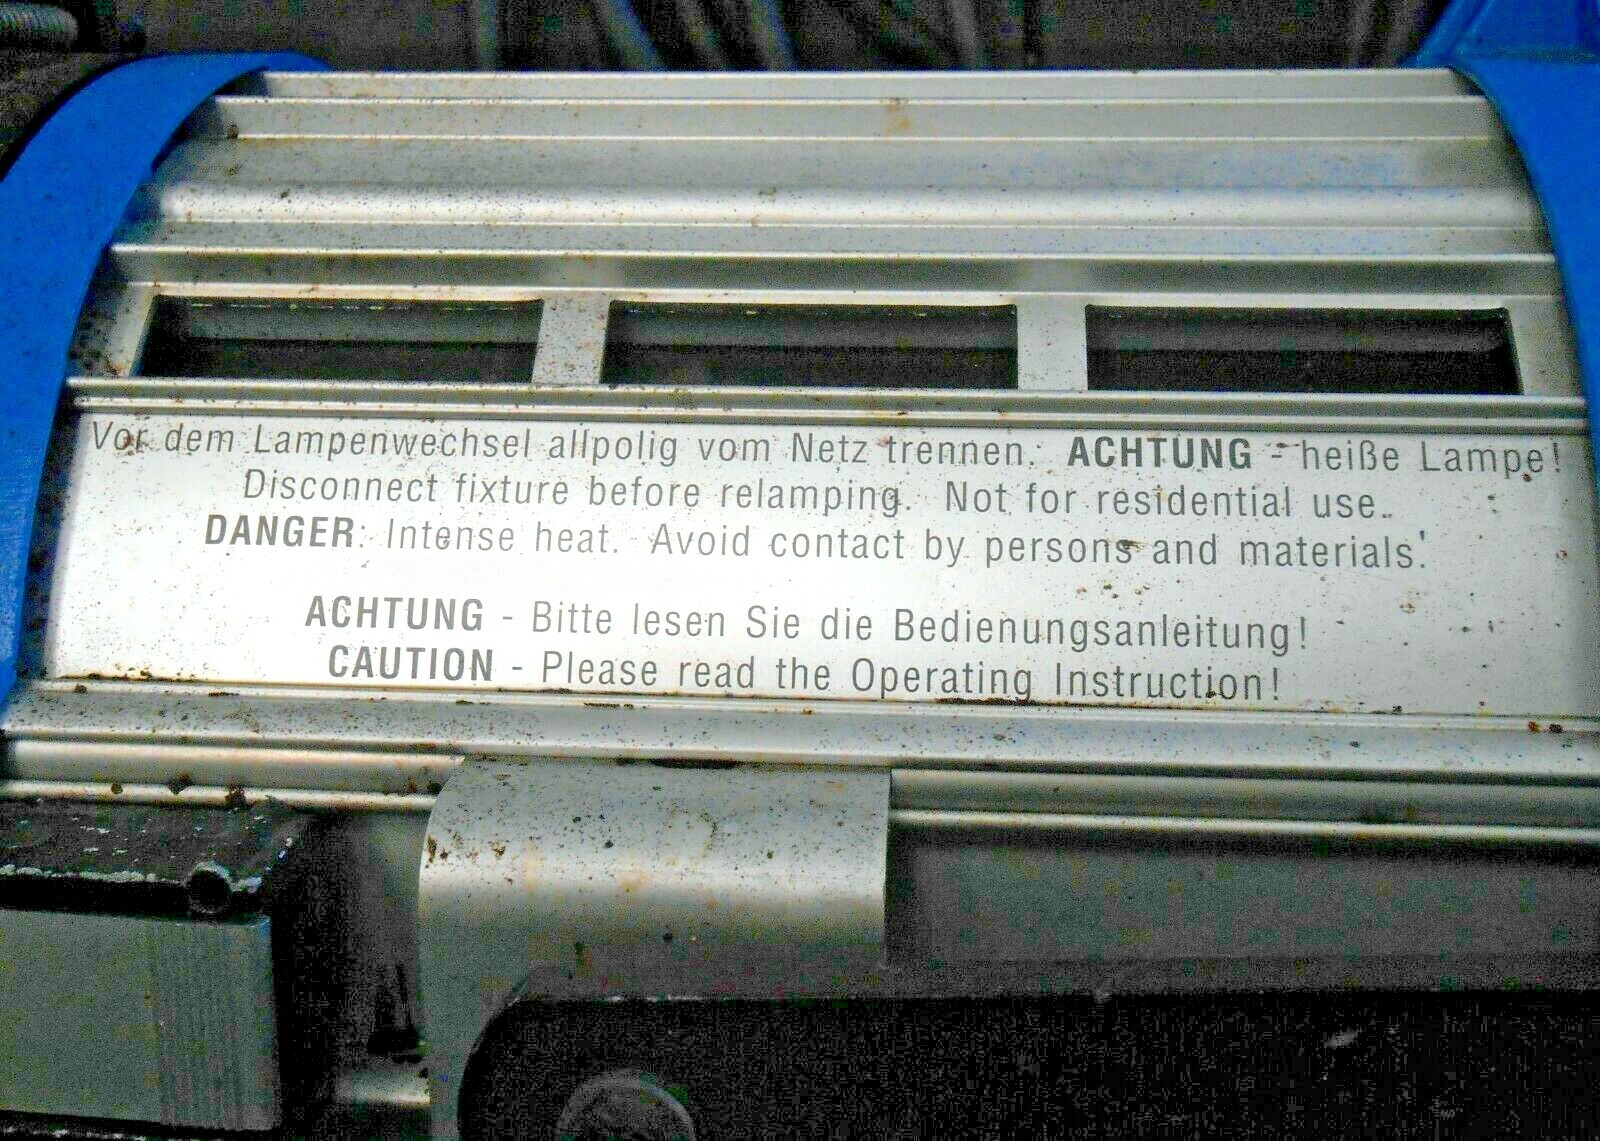 Vor dem Lampenwechsel allpolig vom Netz trennen. ACHTUNG - heiße Lampe!
Disconnect fixture before relamping. Not for residential use.
DANGER: Intense heat. Avoid contact by persons and materials.
ACHTUNG - Bitte lesen Sie die Bedienungsanleitung!
CAUTION - Please read the Operating Instruction!